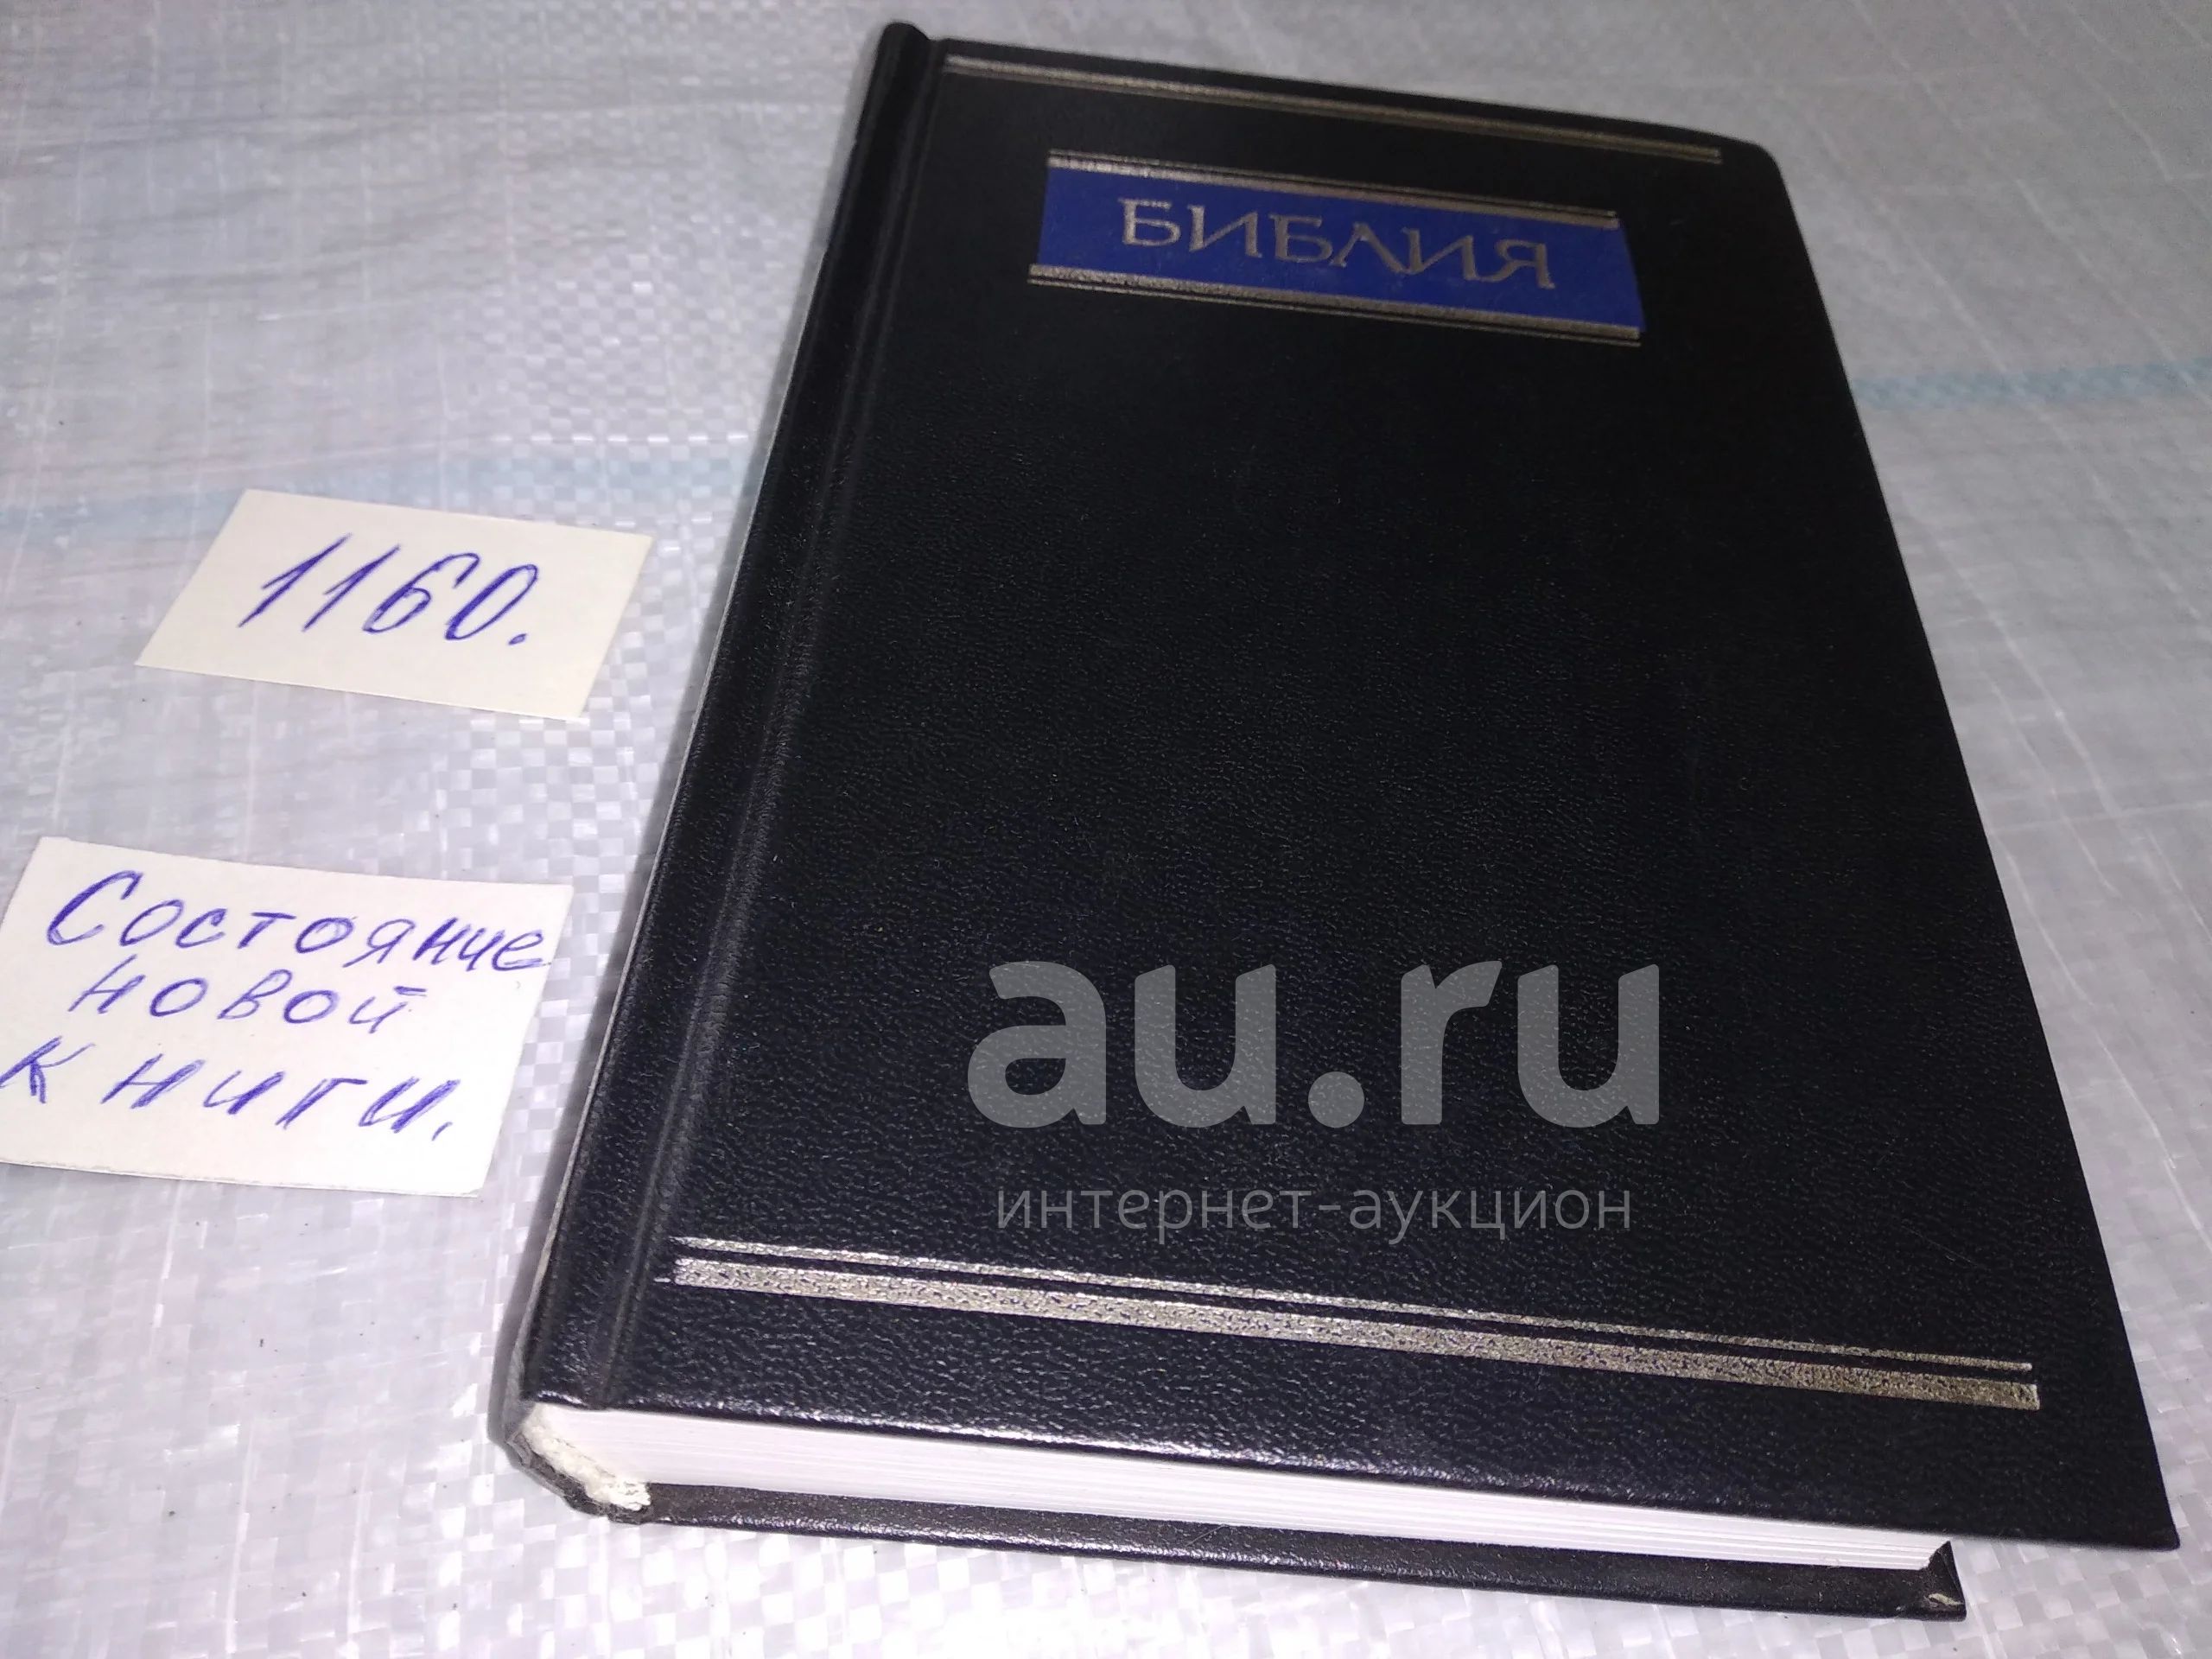 БИБЛИЯ
1160.
Состояние
новой
книги.
au.ru
интернет-аукцион